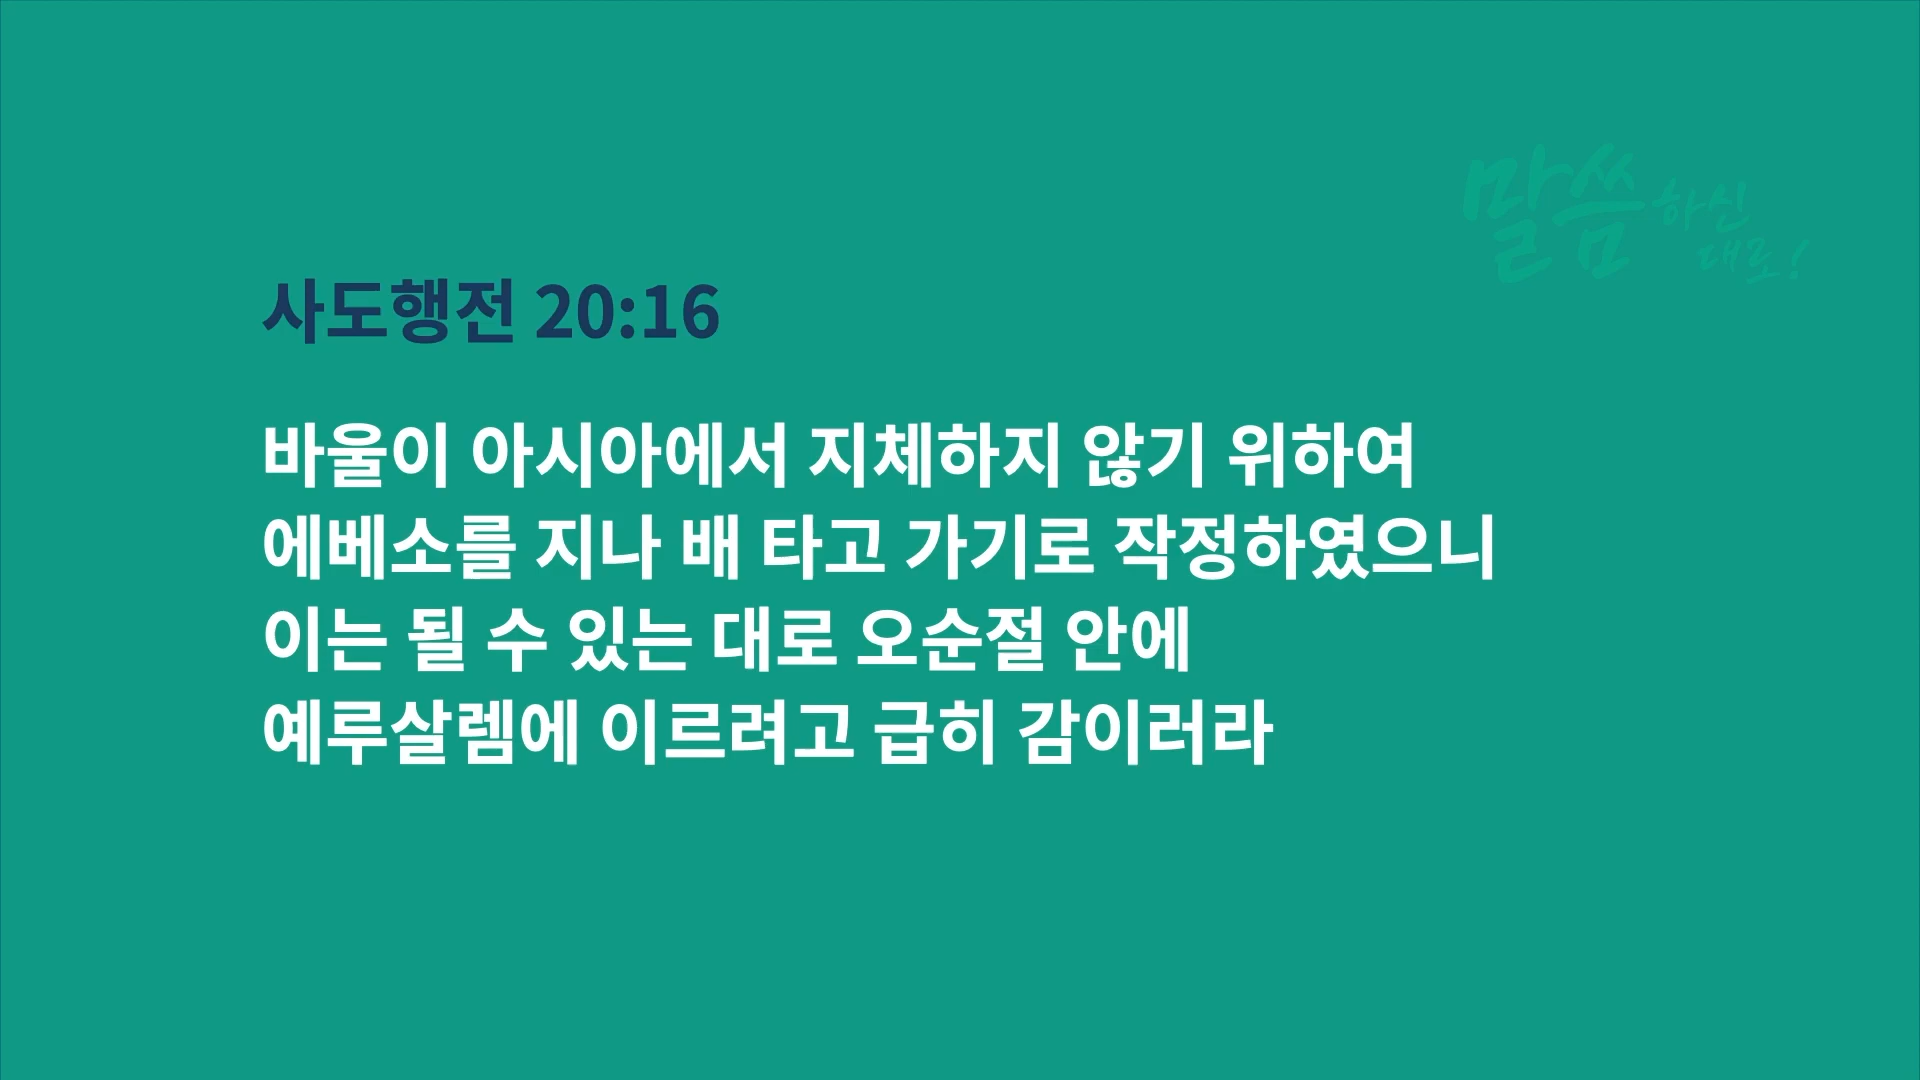 말씀하신
대로!
사도행전 20:16
바울이 아시아에서 지체하지 않기 위하여
에베소를 지나 배 타고 가기로 작정하였으니
이는 될 수 있는 대로 오순절 안에
예루살렘에 이르려고 급히 감이러라